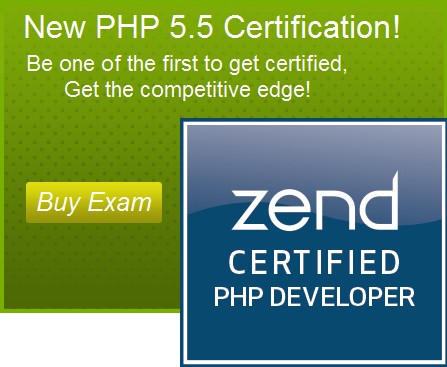 New PHP 5.5 Certification!
Be one of the first to get certified,
Get the competitive edge!
Buy Exam
zend
CERTIFIED
PHP DEVELOPER